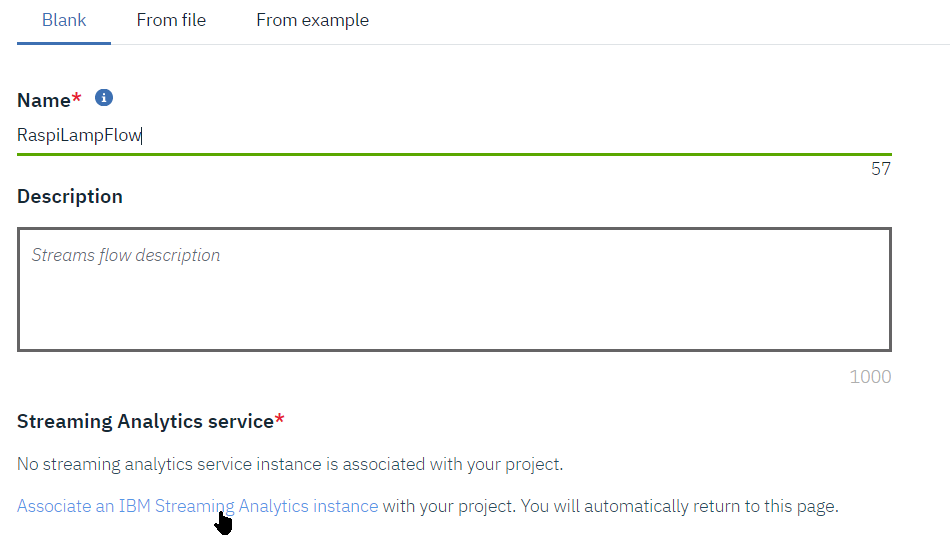 Blank From file From example
Name*
RaspiLampFlow
57
Description
Streams flow description
1000
Streaming Analytics service*
No streaming analytics service instance is associated with your project.
Associate an IBM Streaming Analytics instance with your project. You will automatically return to this page.